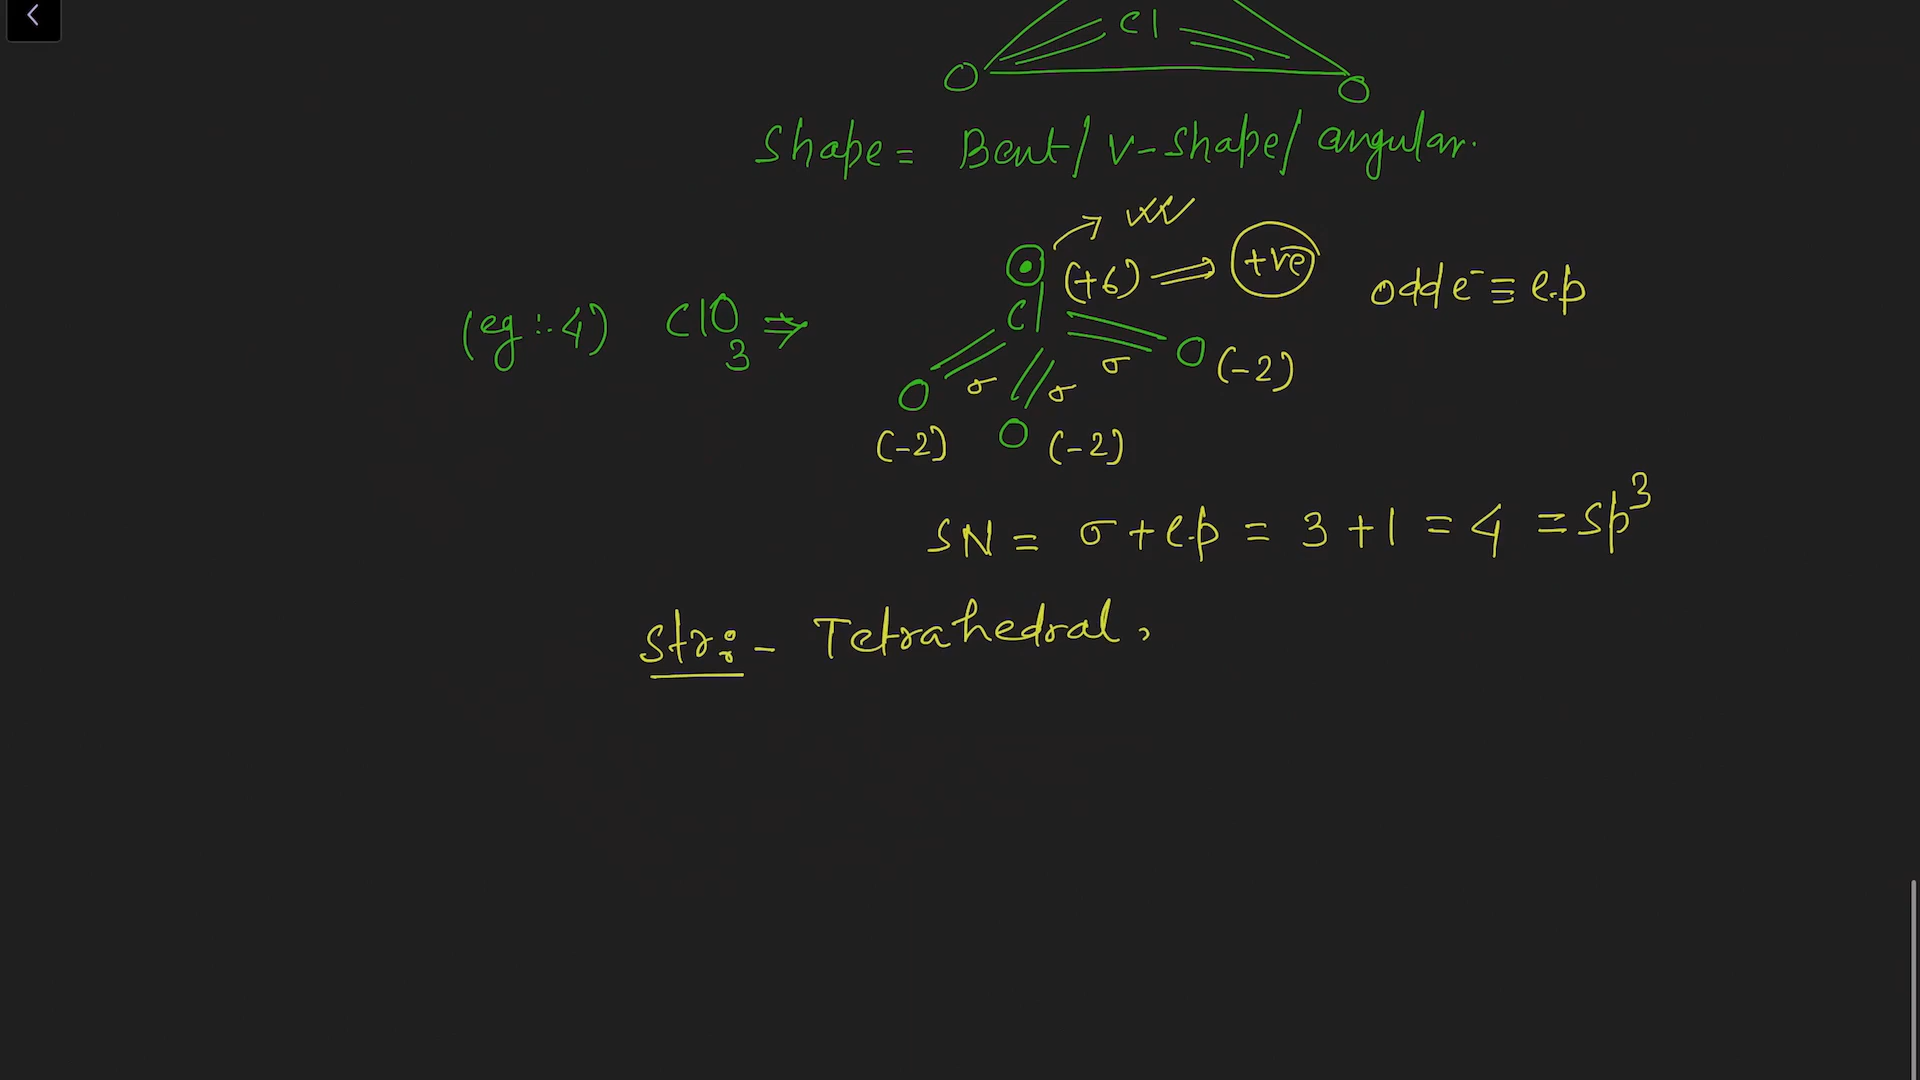 Cl
O O
Shape = Bent / V-shape / angular.
(+6) ⇒ (+ve) odd e⁻ ≡ l.p
(eg:-4) ClO₃ ⇒ Cl
O σ σ σ O (-2)
(-2) O (-2)
SN = σ + l.p = 3 + 1 = 4 = sp³
Str:- Tetrahedral,